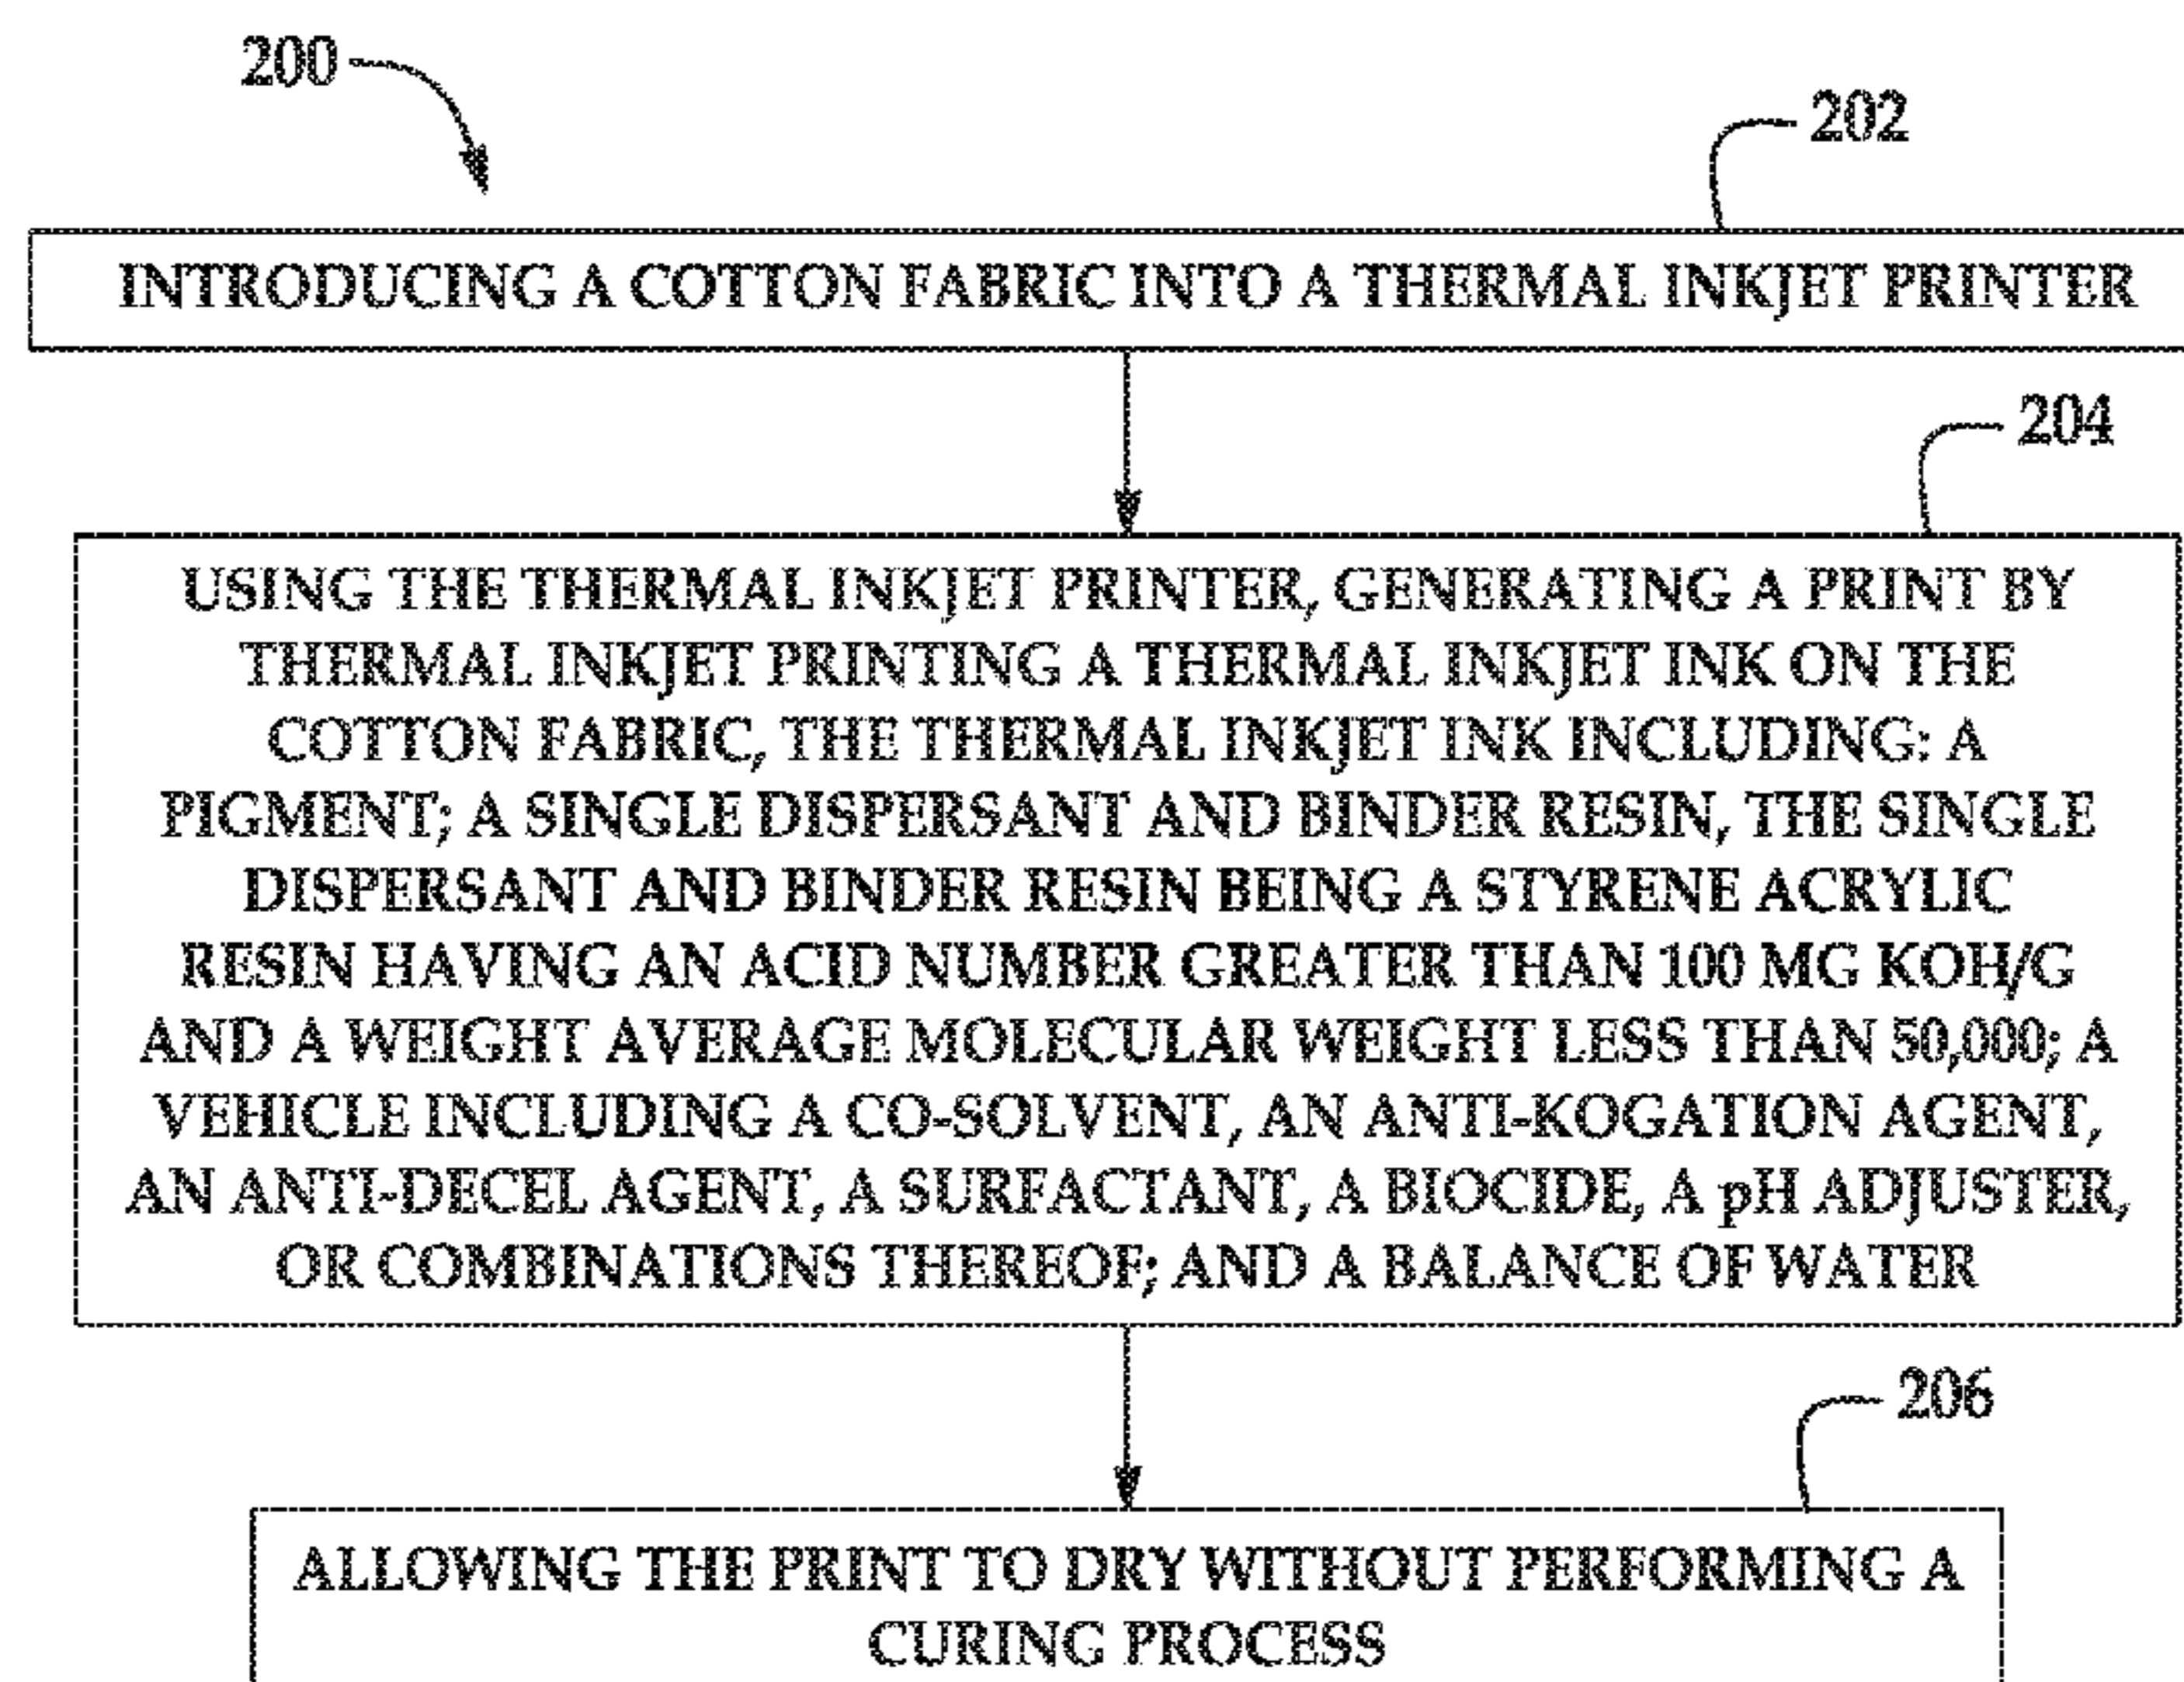 200
202
INTRODUCING A COTTON FABRIC INTO A THERMAL INKJET PRINTER
204
USING THE THERMAL INKJET PRINTER, GENERATING A PRINT BY
THERMAL INKJET PRINTING A THERMAL INKJET INK ON THE
COTTON FABRIC, THE THERMAL INKJET INK INCLUDING: A
PIGMENT; A SINGLE DISPERSANT AND BINDER RESIN, THE SINGLE
DISPERSANT AND BINDER RESIN BEING A STYRENE ACRYLIC
RESIN HAVING AN ACID NUMBER GREATER THAN 100 MG KOH/G
AND A WEIGHT AVERAGE MOLECULAR WEIGHT LESS THAN 50,000; A
VEHICLE INCLUDING A CO-SOLVENT, AN ANTI-KOGATION AGENT,
AN ANTI-DECEL AGENT, A SURFACTANT, A BIOCIDE, A pH ADJUSTER,
OR COMBINATIONS THEREOF; AND A BALANCE OF WATER
206
ALLOWING THE PRINT TO DRY WITHOUT PERFORMING A
CURING PROCESS